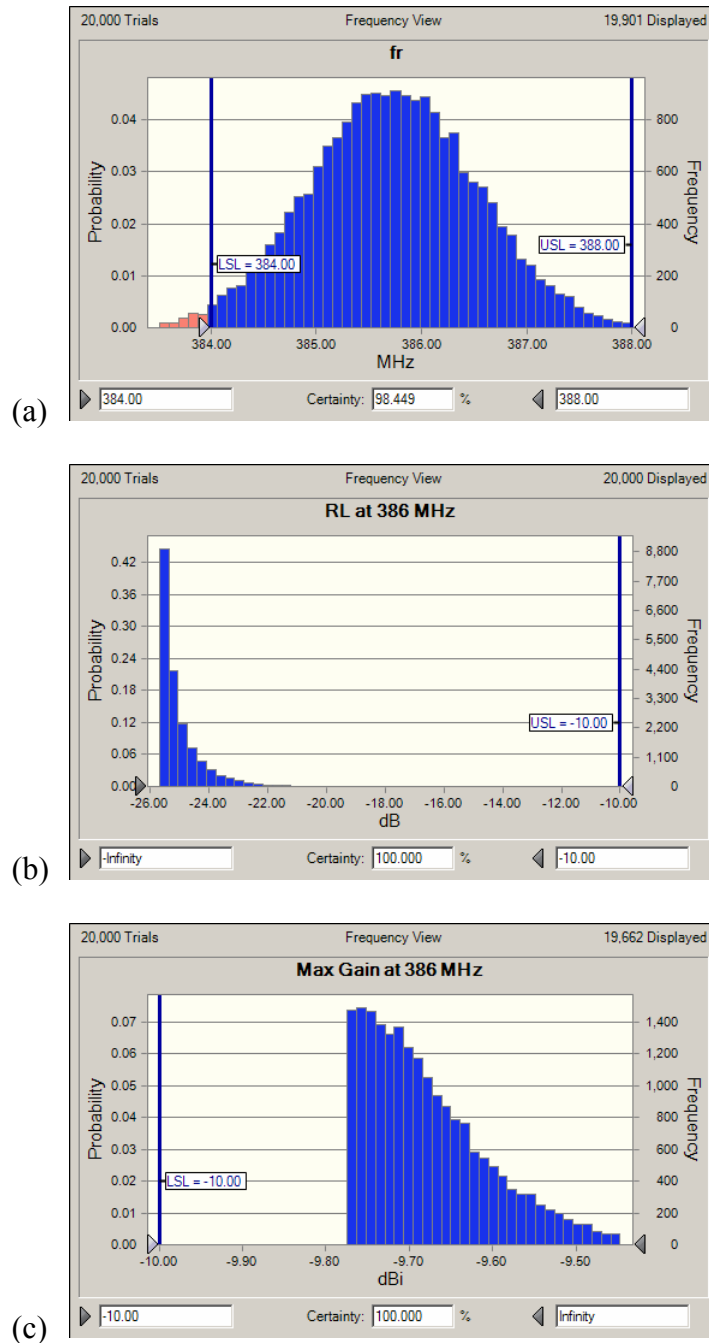 20,000 Trials Frequency View 19,901 Displayed
fr
Probability
Frequency
0.04
0.03
0.02
0.01
0.00
800
600
400
200
0
LSL = 384.00
USL = 388.00
384.00 385.00 386.00 387.00 388.00
MHz
(a)
384.00 Certainty: 98.449 % 388.00
20,000 Trials Frequency View 20,000 Displayed
RL at 386 MHz
Probability
Frequency
0.42
0.36
0.30
0.24
0.18
0.12
0.06
0.00
8,800
7,700
6,600
5,500
4,400
3,300
2,200
1,100
0
USL = -10.00
-26.00 -24.00 -22.00 -20.00 -18.00 -16.00 -14.00 -12.00 -10.00
dB
(b)
-Infinity Certainty: 100.000 % -10.00
20,000 Trials Frequency View 19,662 Displayed
Max Gain at 386 MHz
Probability
Frequency
0.07
0.06
0.05
0.04
0.03
0.02
0.01
0.00
1,400
1,200
1,000
800
600
400
200
0
LSL = -10.00
-10.00 -9.90 -9.80 -9.70 -9.60 -9.50
dBi
(c)
-10.00 Certainty: 100.000 % Infinity